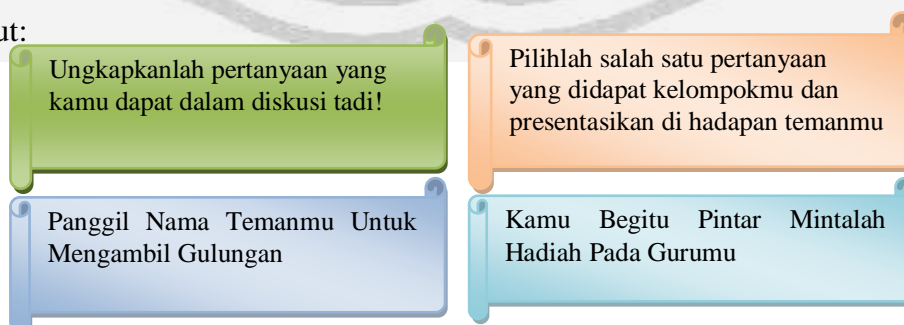 ut:
Ungkapkanlah pertanyaan yang
kamu dapat dalam diskusi tadi!
Pilihlah salah satu pertanyaan
yang didapat kelompokmu dan
presentasikan di hadapan temanmu
Panggil Nama Temanmu Untuk
Mengambil Gulungan
Kamu Begitu Pintar Mintalah
Hadiah Pada Gurumu